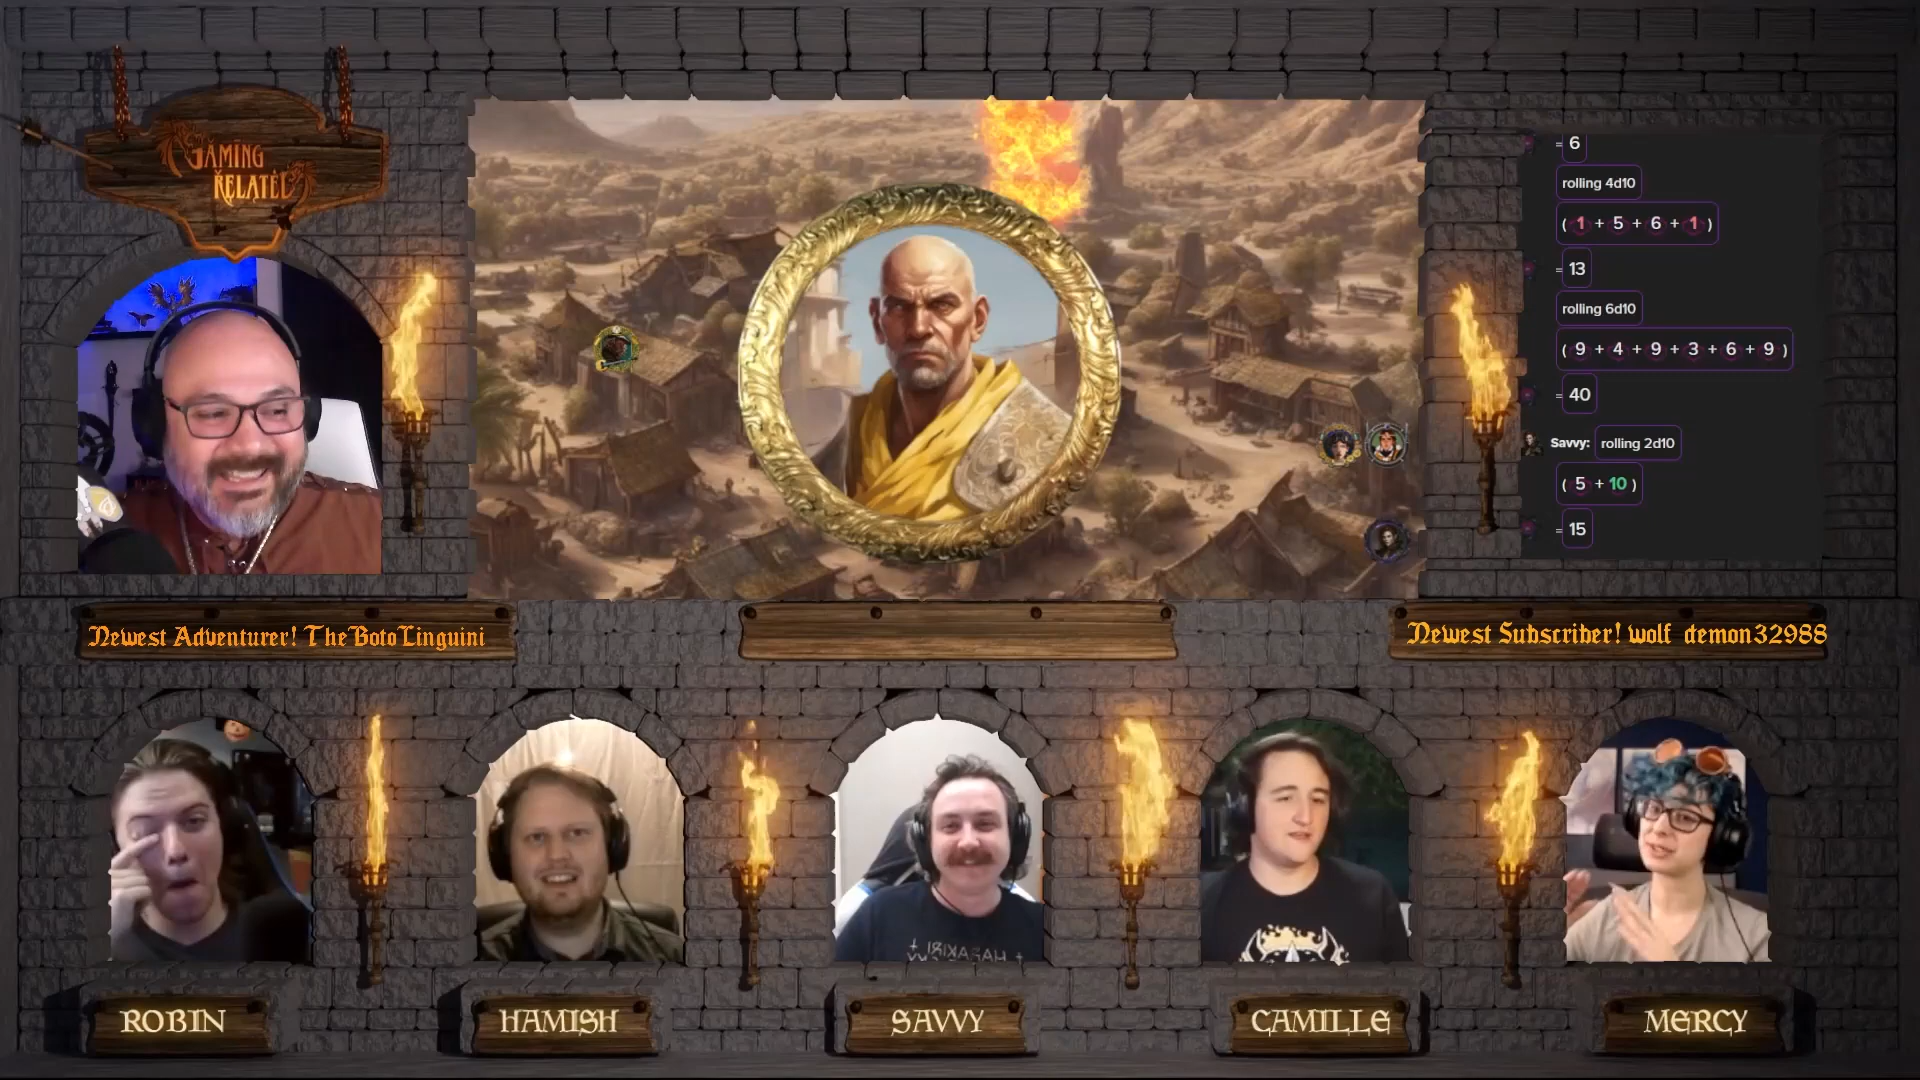 GAMING
RELATED
= 6
rolling 4d10
( 1 + 5 + 6 + 1 )
= 13
rolling 6d10
( 9 + 4 + 9 + 3 + 6 + 9 )
= 40
Savvy: rolling 2d10
( 5 + 10 )
= 15
Newest Adventurer! TheBotoLinguini
Newest Subscriber! wolf demon32988
ROBIN
HAMISH
SAVVY
CAMILLE
MERCY